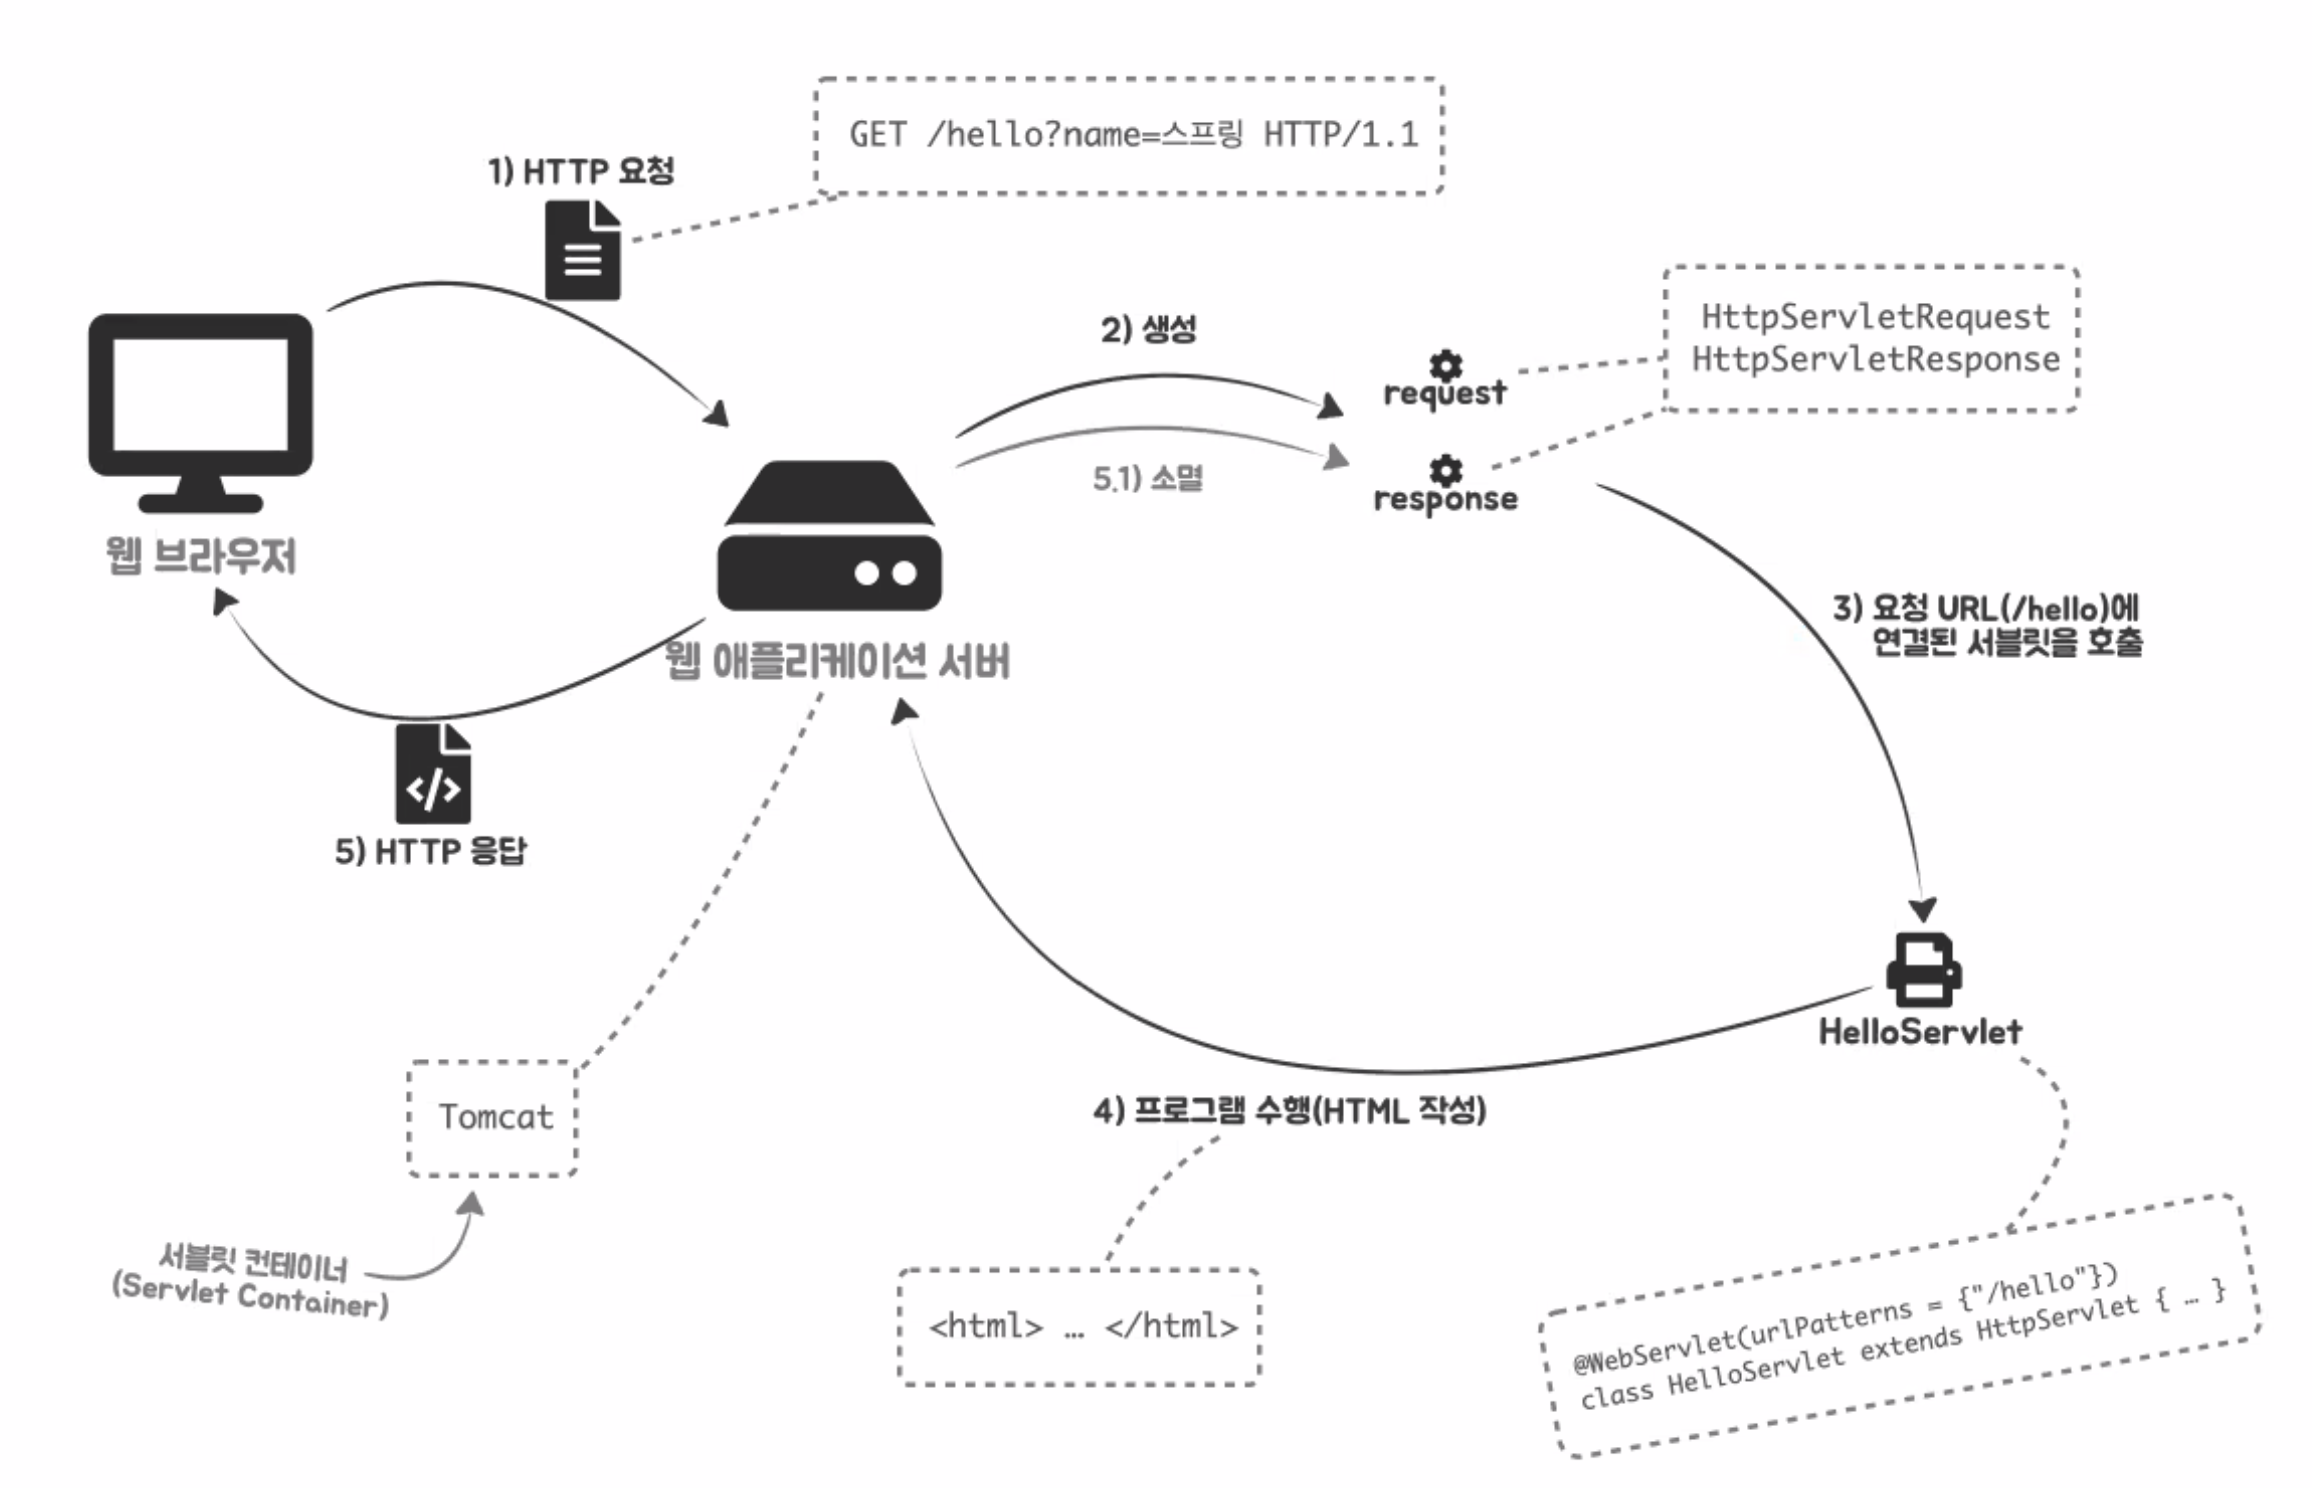 GET /hello?name=스프링 HTTP/1.1
1) HTTP 요청
HttpServletRequest
HttpServletResponse
2) 생성
request
5.1) 소멸
response
웹 브라우저
3) 요청 URL(/hello)에
연결된 서블릿을 호출
웹 애플리케이션 서버
</>
5) HTTP 응답
HelloServlet
4) 프로그램 수행(HTML 작성)
Tomcat
서블릿 컨테이너
(Servlet Container)
<html> … </html>
@WebServlet(urlPatterns = {"/hello"})
class HelloServlet extends HttpServlet { … }